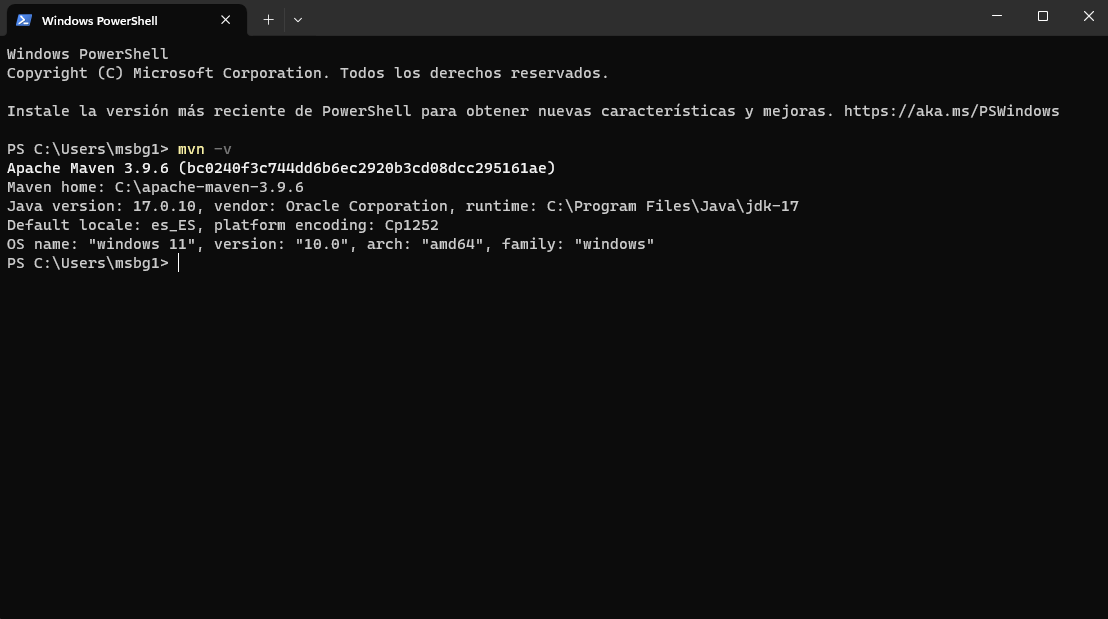 Windows PowerShell
Windows PowerShell
Copyright (C) Microsoft Corporation. Todos los derechos reservados.
Instale la versión más reciente de PowerShell para obtener nuevas características y mejoras. https://aka.ms/PSWindows
PS C:\Users\msbg1> mvn -v
Apache Maven 3.9.6 (bc0240f3c744dd6b6ec2920b3cd08dcc295161ae)
Maven home: C:\apache-maven-3.9.6
Java version: 17.0.10, vendor: Oracle Corporation, runtime: C:\Program Files\Java\jdk-17
Default locale: es_ES, platform encoding: Cp1252
OS name: "windows 11", version: "10.0", arch: "amd64", family: "windows"
PS C:\Users\msbg1>